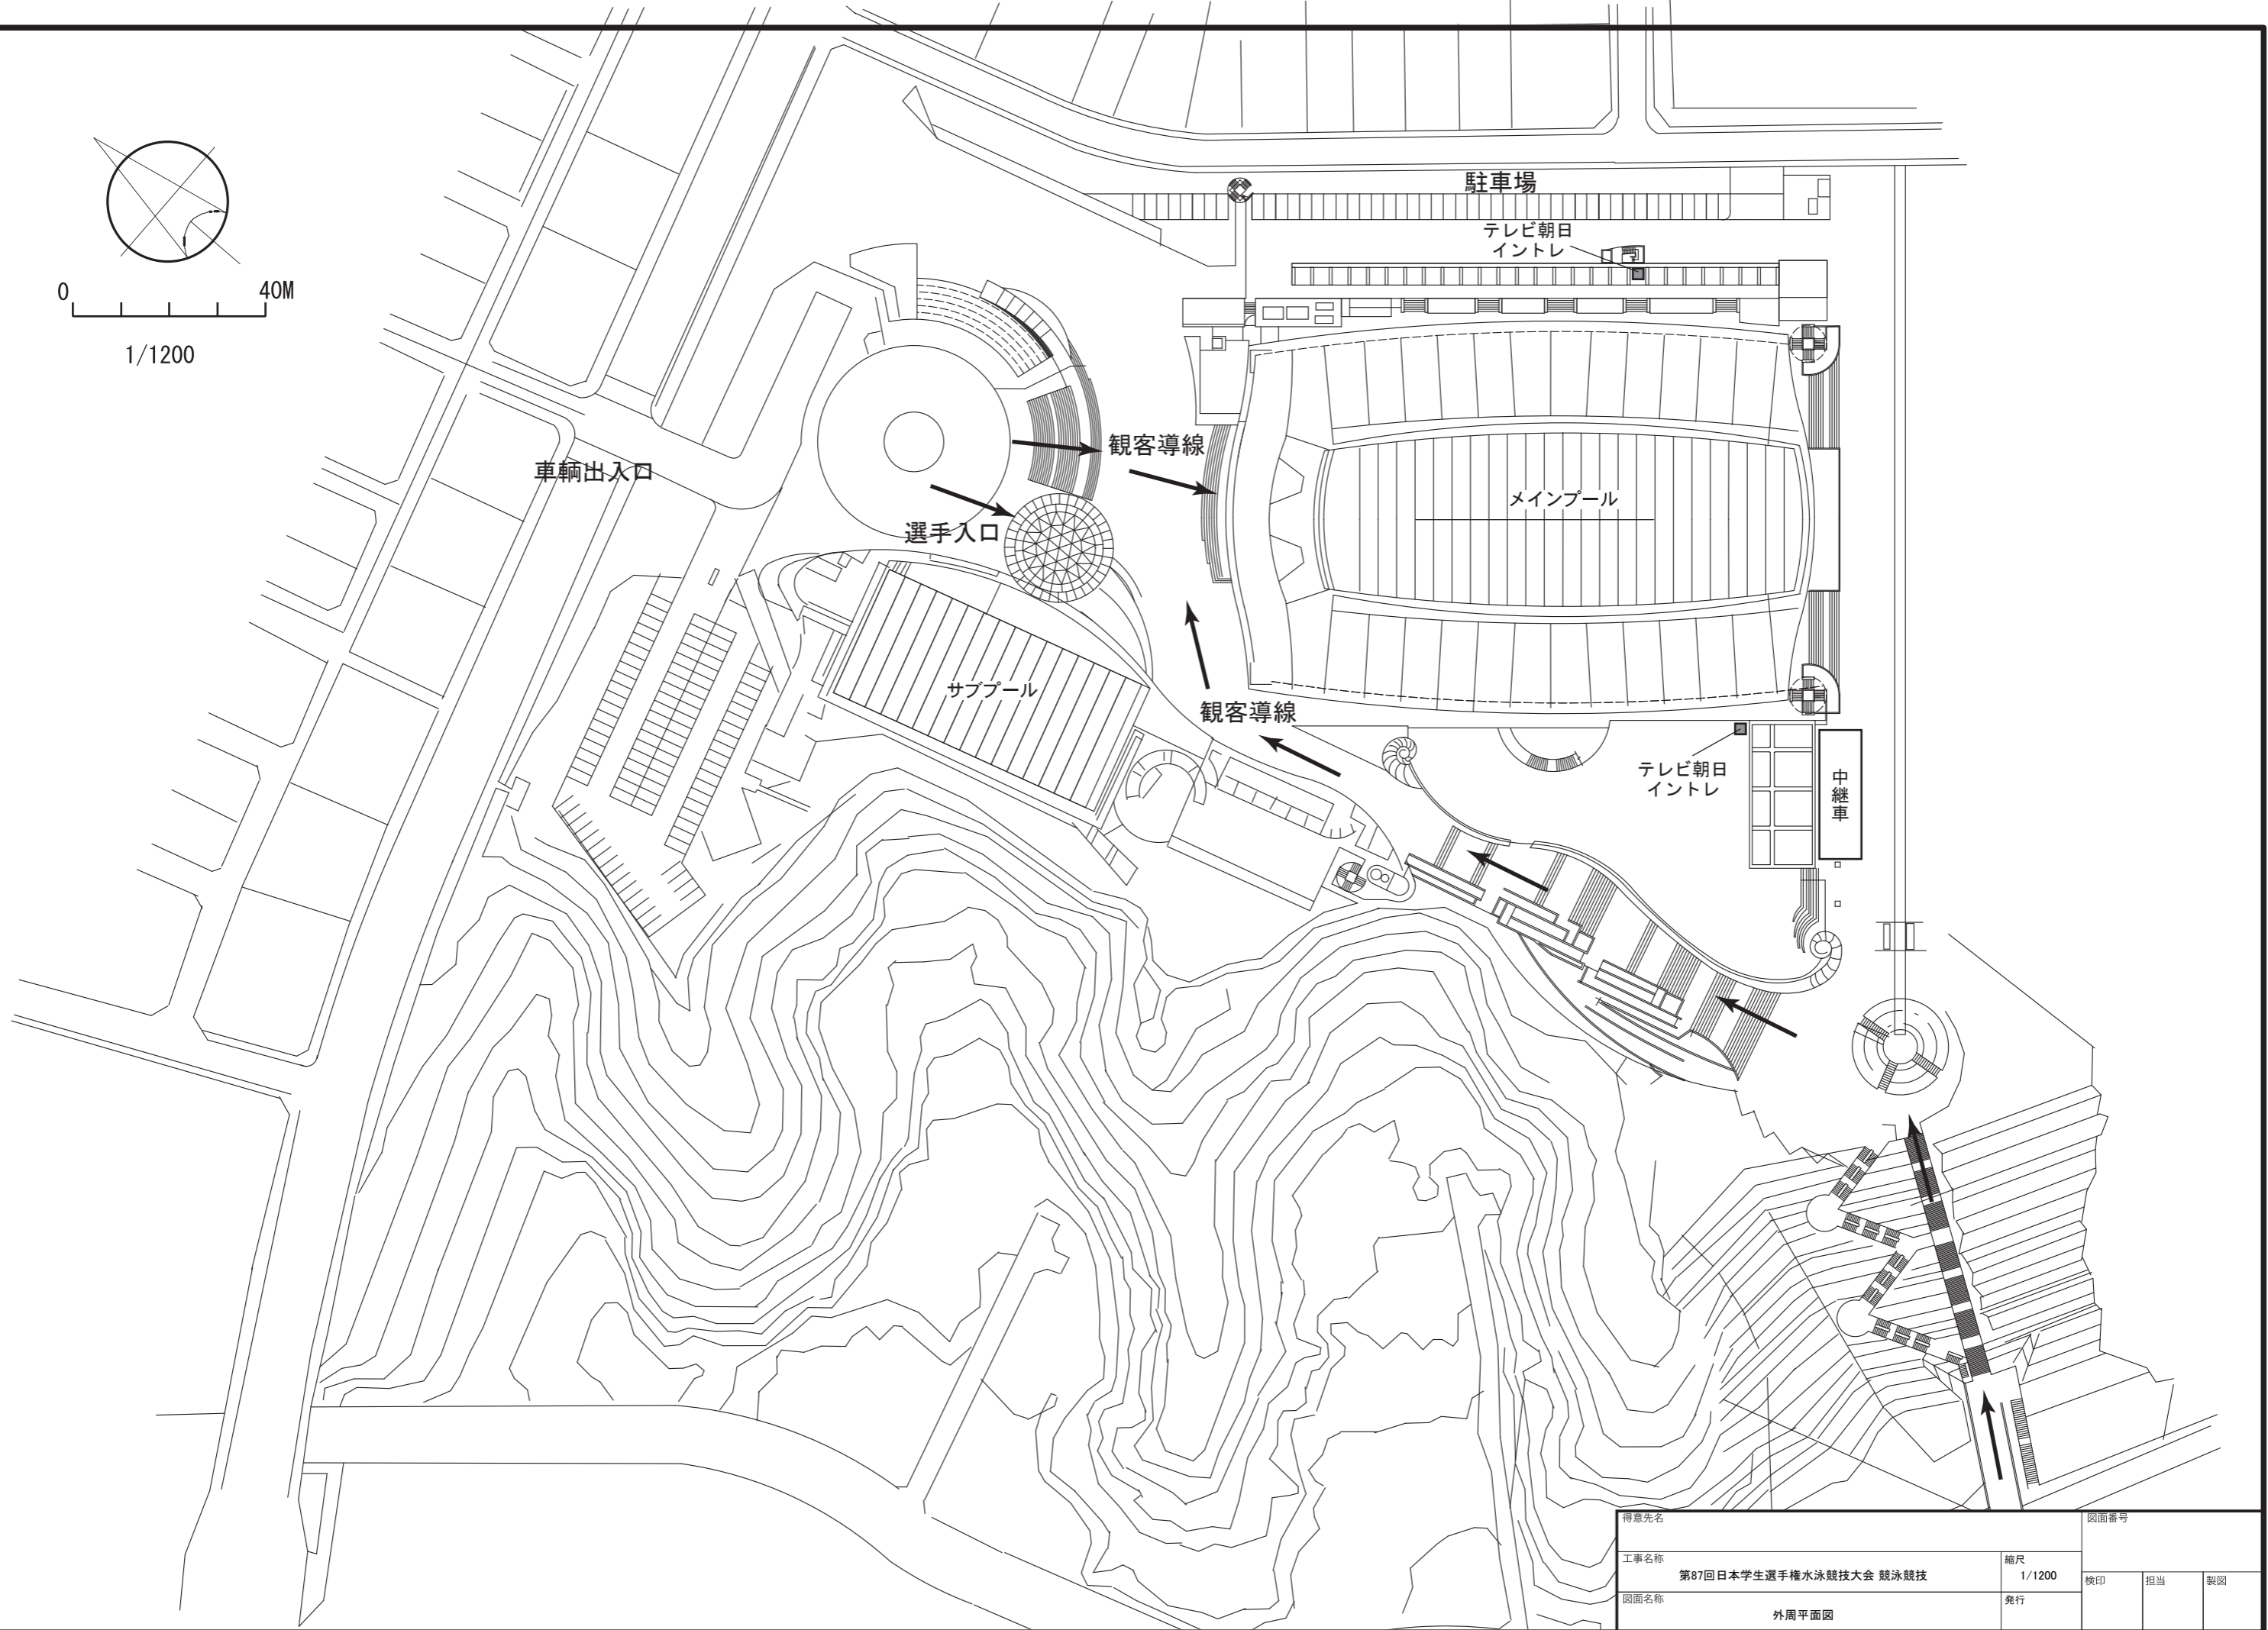 駐車場
テレビ朝日
イントレ
0
40M
1/1200
観客導線
車輌出入口
メインプール
選手入口
サブプール
観客導線
テレビ朝日
イントレ
中継車
得意先名
図面番号
工事名称
第87回日本学生選手権水泳競技大会 競泳競技
縮尺
1/1200
検印
担当
製図
図面名称
外周平面図
発行